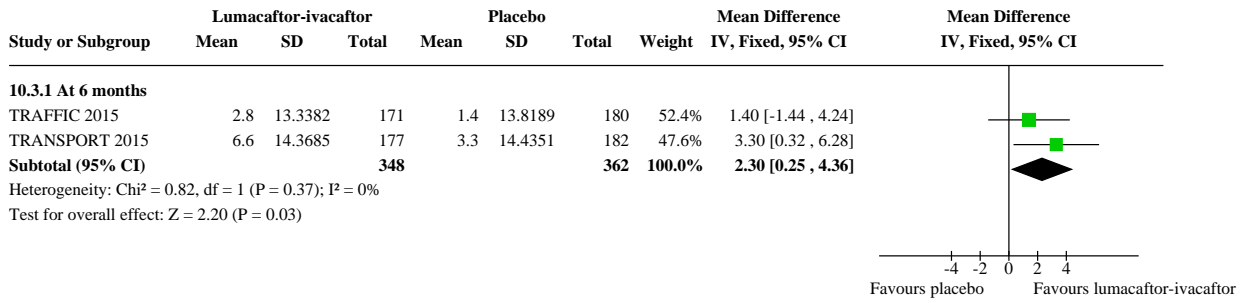 Lumacaftor-ivacaftor Placebo Mean Difference Mean Difference
Study or Subgroup Mean SD Total Mean SD Total Weight IV, Fixed, 95% CI IV, Fixed, 95% CI
10.3.1 At 6 months
TRAFFIC 2015 2.8 13.3382 171 1.4 13.8189 180 52.4% 1.40 [-1.44 , 4.24]
TRANSPORT 2015 6.6 14.3685 177 3.3 14.4351 182 47.6% 3.30 [0.32 , 6.28]
Subtotal (95% CI) 348 362 100.0% 2.30 [0.25 , 4.36]
Heterogeneity: Chi² = 0.82, df = 1 (P = 0.37); I² = 0%
Test for overall effect: Z = 2.20 (P = 0.03)
-4 -2 0 2 4
Favours placebo Favours lumacaftor-ivacaftor